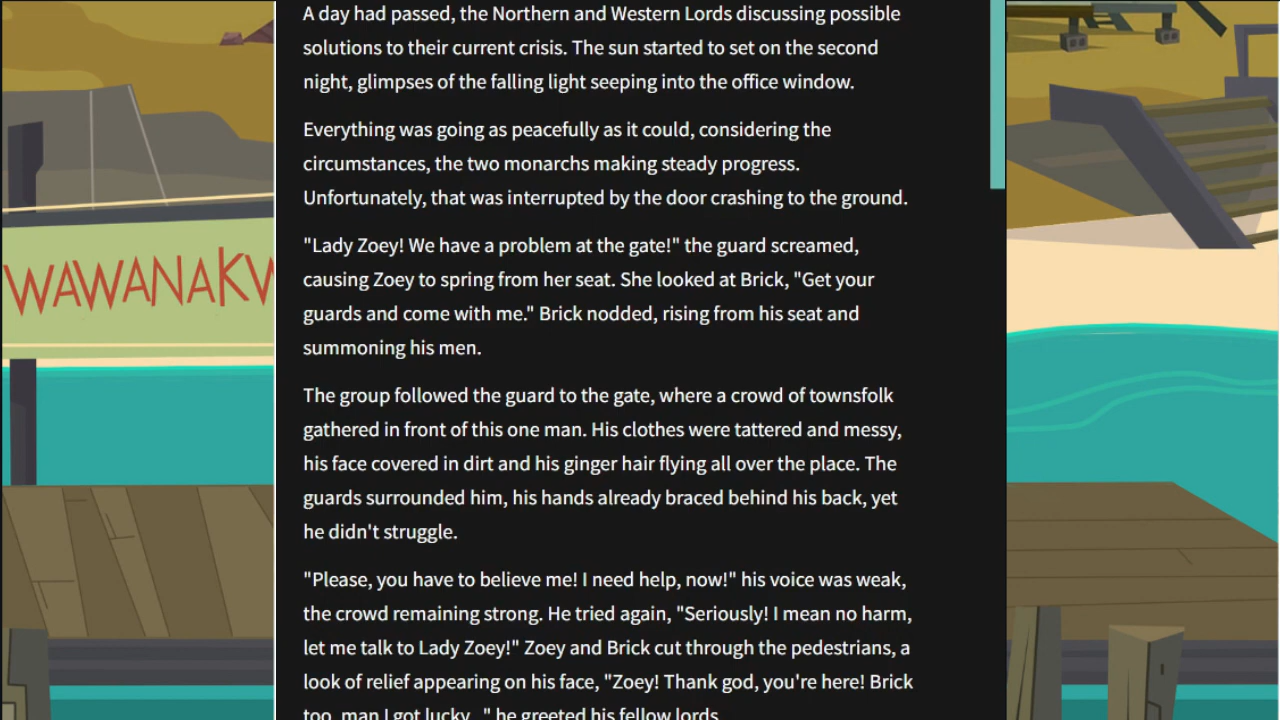 A day had passed, the Northern and Western Lords discussing possible
solutions to their current crisis. The sun started to set on the second
night, glimpses of the falling light seeping into the office window.
Everything was going as peacefully as it could, considering the
circumstances, the two monarchs making steady progress.
Unfortunately, that was interrupted by the door crashing to the ground.
"Lady Zoey! We have a problem at the gate!" the guard screamed,
causing Zoey to spring from her seat. She looked at Brick, "Get your
guards and come with me." Brick nodded, rising from his seat and
summoning his men.
The group followed the guard to the gate, where a crowd of townsfolk
gathered in front of this one man. His clothes were tattered and messy,
his face covered in dirt and his ginger hair flying all over the place. The
guards surrounded him, his hands already braced behind his back, yet
he didn't struggle.
"Please, you have to believe me! I need help, now!" his voice was weak,
the crowd remaining strong. He tried again, "Seriously! I mean no harm,
let me talk to Lady Zoey!" Zoey and Brick cut through the pedestrians, a
look of relief appearing on his face, "Zoey! Thank god, you're here! Brick
too, man I got lucky..." he greeted his fellow lords.
WAWANAKW